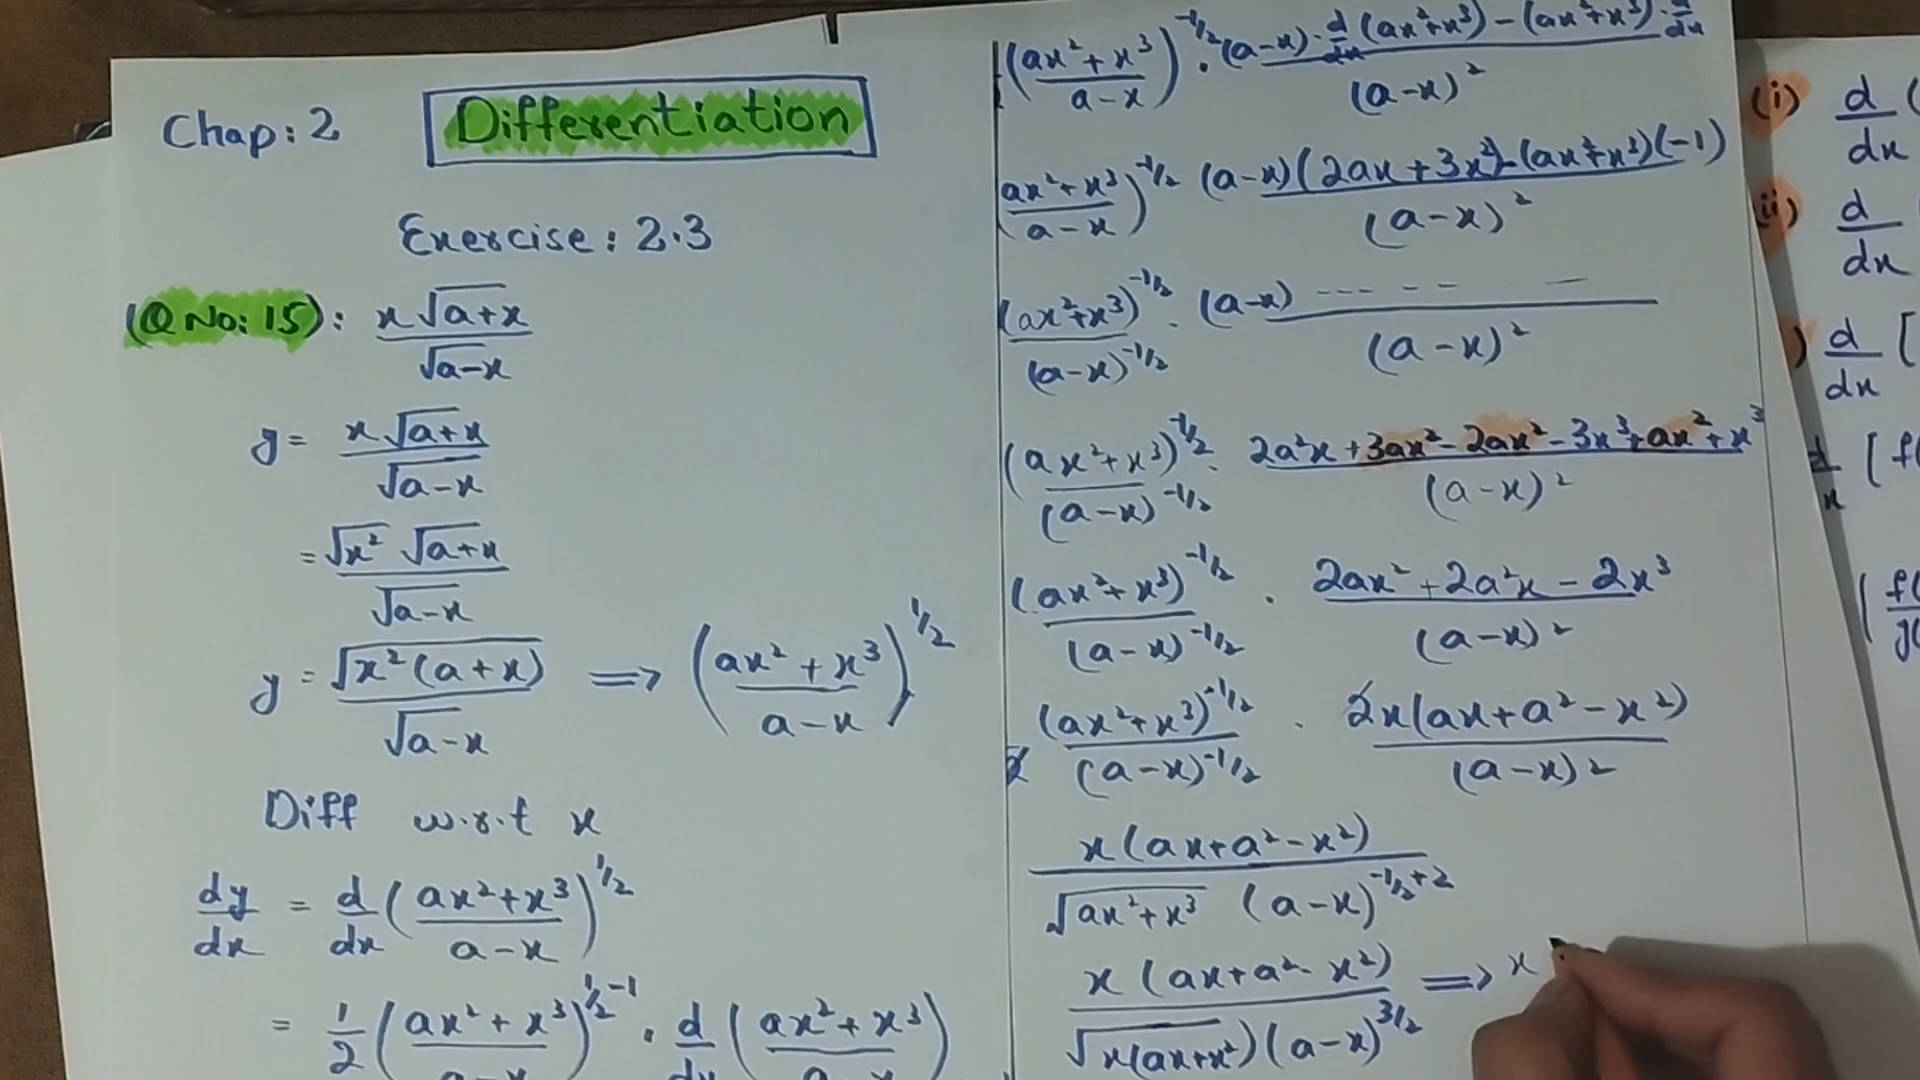 Chap: 2 Differentiation
Exercise: 2.3
(Q No: 15): x√(a+x) / √(a-x)
y = x√(a+x) / √(a-x)
= √x² √(a+x) / √(a-x)
y = √(x²(a+x)) / √(a-x) ⟹ ((ax²+x³)/(a-x))^1/2
Diff w.r.t x
dy/dx = d/dx ((ax²+x³)/(a-x))^1/2
= 1/2 ((ax²+x³)/(a-x))^1/2-1 . d/dx ((ax²+x³)/(a-x))
((ax²+x³)/(a-x))^-1/2 . (a-x).d/dx(ax²+x³)-(ax²+x³).d/dx / (a-x)²
(ax²+x³)/(a-x))^-1/2 (a-x)(2ax+3x²)-(ax²+x³)(-1) / (a-x)²
(ax²+x³)^-1/2 / (a-x)^-1/2 . (a-x) --- - - — / (a-x)²
(ax²+x³)^-1/2 / (a-x)^-1/2 . 2a²x+3ax²-2ax²-3x³+ax²+x³ / (a-x)²
(ax²+x³)^-1/2 / (a-x)^-1/2 . 2ax²+2a²x-2x³ / (a-x)²
2 (ax²+x³)^-1/2 / (a-x)^-1/2 . 2x(ax+a²-x²) / (a-x)²
x(ax+a²-x²) / √(ax²+x³) (a-x)^-1/2+2
x(ax+a²-x²) / √(x(ax+x²)) (a-x)^3/2 ⟹ x
(i) d/dx (
ii) d/dx
) d/dx [